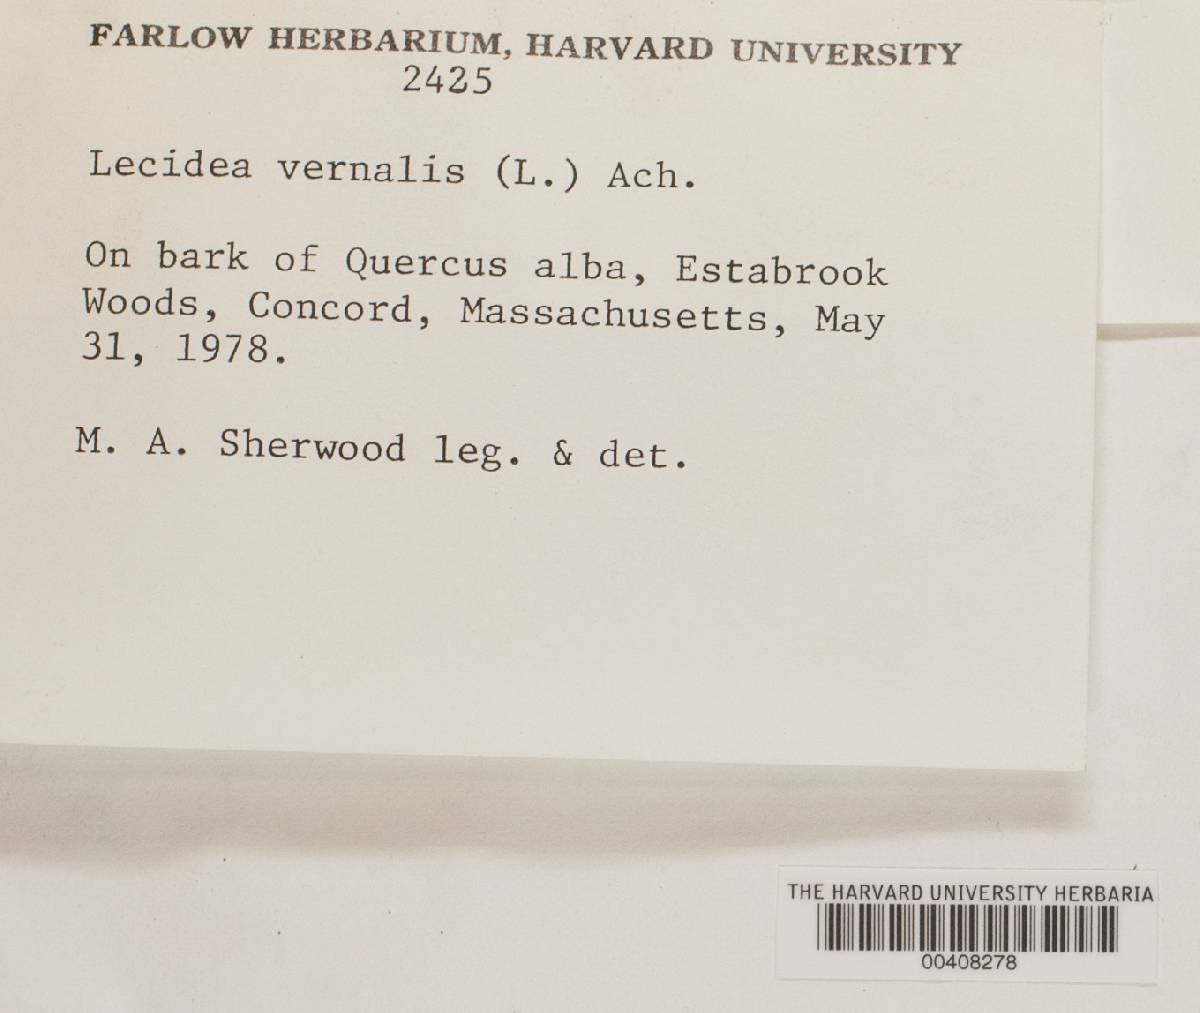 FARLOW HERBARIUM, HARVARD UNIVERSITY
2425
Lecidea vernalis (L.) Ach.
On bark of Quercus alba, Estabrook
Woods, Concord, Massachusetts, May
31, 1978.
M. A. Sherwood leg. & det.
THE HARVARD UNIVERSITY HERBARIA
00408278